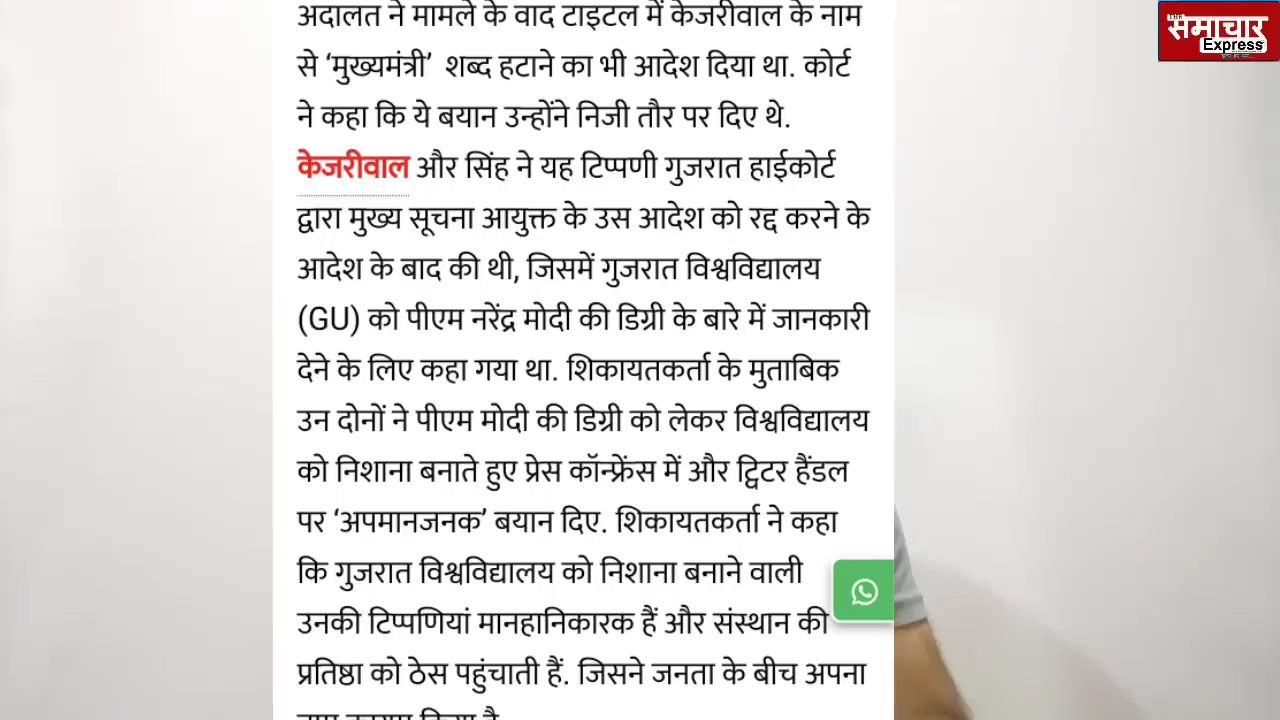 अदालत ने मामले के वाद टाइटल में केजरीवाल के नाम
से ‘मुख्यमंत्री’ शब्द हटाने का भी आदेश दिया था. कोर्ट
ने कहा कि ये बयान उन्होंने निजी तौर पर दिए थे.
केजरीवाल और सिंह ने यह टिप्पणी गुजरात हाईकोर्ट
द्वारा मुख्य सूचना आयुक्त के उस आदेश को रद्द करने के
आदेश के बाद की थी, जिसमें गुजरात विश्वविद्यालय
(GU) को पीएम नरेंद्र मोदी की डिग्री के बारे में जानकारी
देने के लिए कहा गया था. शिकायतकर्ता के मुताबिक
उन दोनों ने पीएम मोदी की डिग्री को लेकर विश्वविद्यालय
को निशाना बनाते हुए प्रेस कॉन्फ्रेंस में और ट्विटर हैंडल
पर ‘अपमानजनक’ बयान दिए. शिकायतकर्ता ने कहा
कि गुजरात विश्वविद्यालय को निशाना बनाने वाली
उनकी टिप्पणियां मानहानिकारक हैं और संस्थान की
प्रतिष्ठा को ठेस पहुंचाती हैं. जिसने जनता के बीच अपना
THE
समाचार
Express